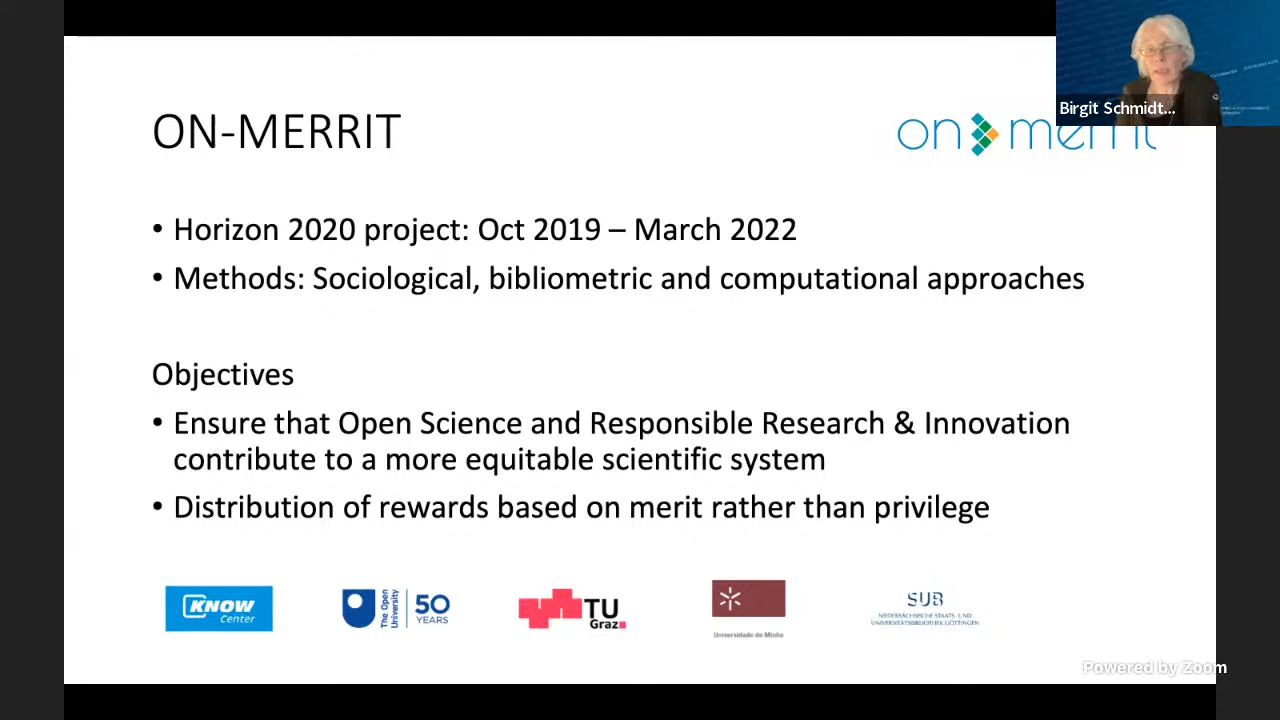 Birgit Schmidt...
ON-MERRIT
on merrit
• Horizon 2020 project: Oct 2019 – March 2022
• Methods: Sociological, bibliometric and computational approaches
Objectives
• Ensure that Open Science and Responsible Research & Innovation
contribute to a more equitable scientific system
• Distribution of rewards based on merit rather than privilege
KNOW
Center
The Open
University
50
YEARS
TU
Graz
Universidade do Minho
SUB
NIEDERSÄCHSISCHE STAATS- UND
UNIVERSITÄTSBIBLIOTHEK GÖTTINGEN
Powered by Zoom